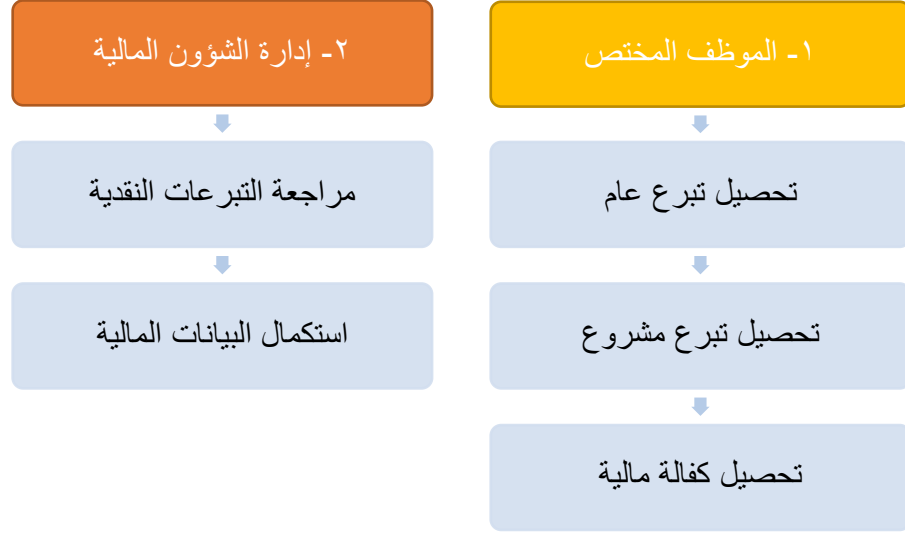 ١- الموظف المختص
تحصيل تبرع عام
تحصيل تبرع مشروع
تحصيل كفالة مالية
٢- إدارة الشؤون المالية
مراجعة التبرعات النقدية
استكمال البيانات المالية